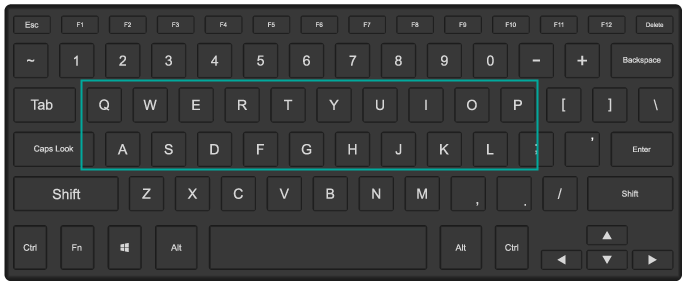 Esc F1 F2 F3 F4 F5 F6 F7 F8 F9 F10 F11 F12 Delete
~ 1 2 3 4 5 6 7 8 9 0 - + Backspace
Tab Q W E R T Y U I O P [ ] \
Caps Look A S D F G H J K L ' Enter
Shift Z X C V B N M , . / Shift
Ctrl Fn Alt Alt Ctrl